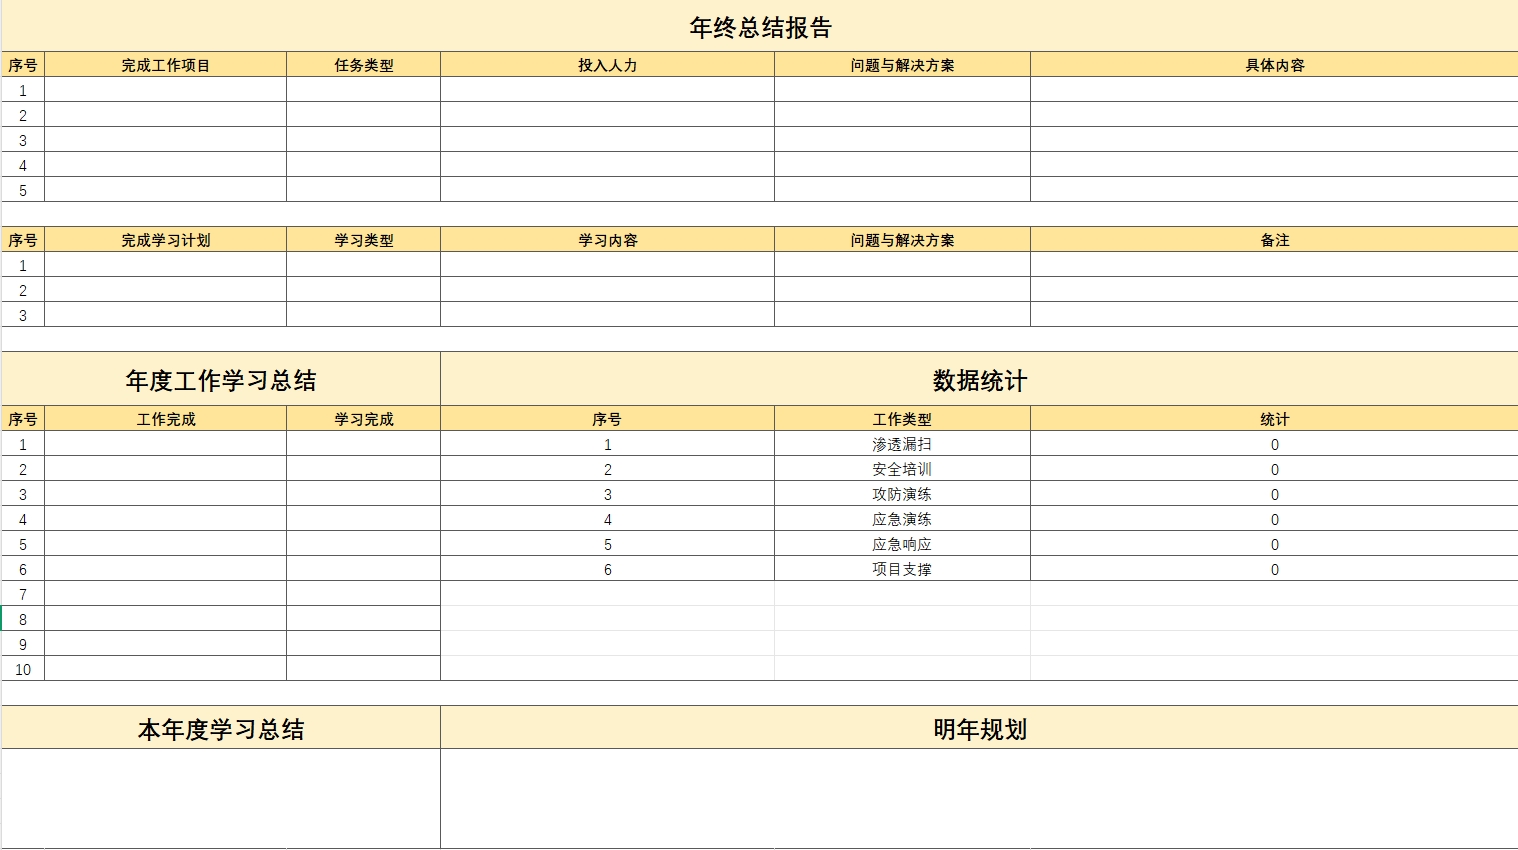 年终总结报告
序号 完成工作项目 任务类型 投入人力 问题与解决方案 具体内容
1
2
3
4
5
序号 完成学习计划 学习类型 学习内容 问题与解决方案 备注
1
2
3
年度工作学习总结 数据统计
序号 工作完成 学习完成 序号 工作类型 统计
1 1 渗透漏扫 0
2 2 安全培训 0
3 3 攻防演练 0
4 4 应急演练 0
5 5 应急响应 0
6 6 项目支撑 0
7
8
9
10
本年度学习总结 明年规划